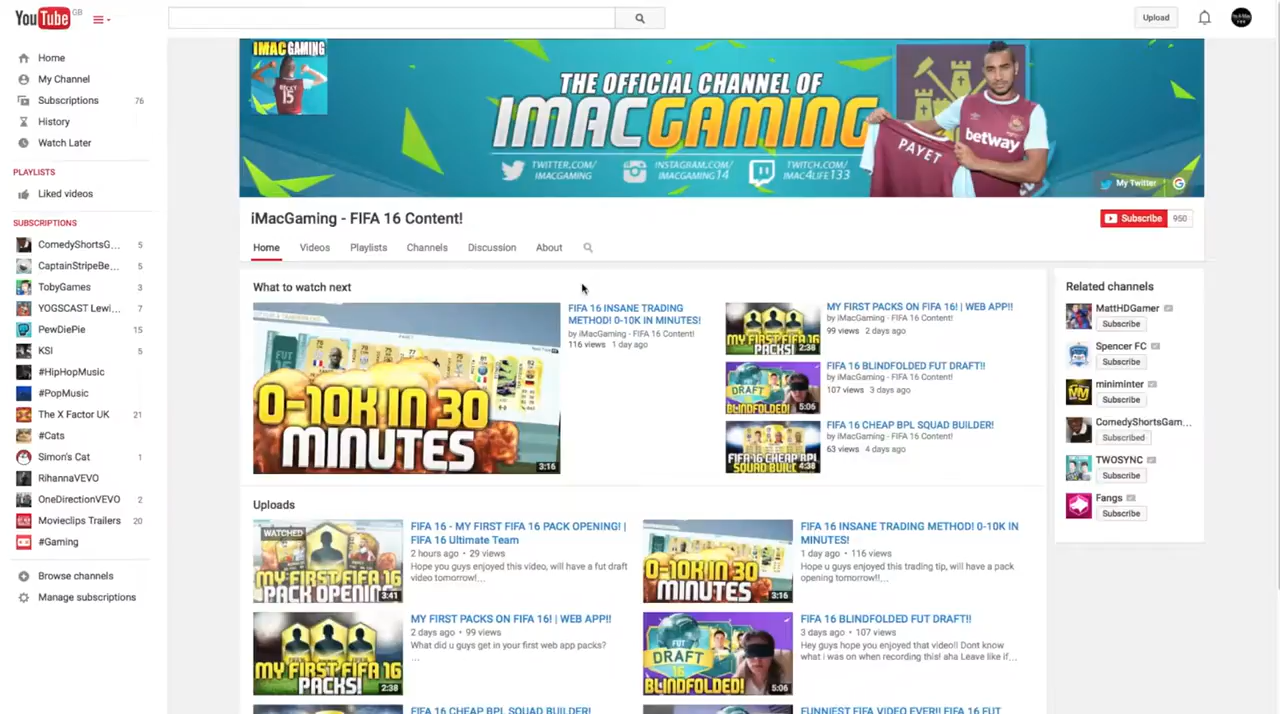 YouTube GB
Upload
Home
My Channel
Subscriptions 76
History
Watch Later
PLAYLISTS
Liked videos
SUBSCRIPTIONS
ComedyShortsG... 5
CaptainStripeBe... 5
TobyGames 3
YOGSCAST Lewi... 9
PewDiePie 15
KSI 5
#HipHopMusic
#PopMusic
The X Factor UK 21
#Cats
Simon's Cat 1
RihannaVEVO
OneDirectionVEVO 2
Movieclips Trailers 20
#Gaming
Browse channels
Manage subscriptions
IMACGAMING
15
THE OFFICIAL CHANNEL OF
IMACGAMING
TWITTER.COM/
IMACGAMING
INSTAGRAM.COM/
IMACGAMING14
TWITCH.COM/
IMAC4LIFE133
PAYET
betway
My Twitter
iMacGaming - FIFA 16 Content!
Subscribe 950
Home Videos Playlists Channels Discussion About
What to watch next
0-10K IN 30
MINUTES
3:16
FIFA 16 INSANE TRADING
METHOD! 0-10K IN MINUTES!
by iMacGaming - FIFA 16 Content!
116 views 1 day ago
MY FIRST FIFA 16
PACKS!
2:38
MY FIRST PACKS ON FIFA 16! | WEB APP!!
by iMacGaming - FIFA 16 Content!
99 views 2 days ago
DRAFT
BLINDFOLDED!
5:06
FIFA 16 BLINDFOLDED FUT DRAFT!!
by iMacGaming - FIFA 16 Content!
107 views 3 days ago
FIFA 16 CHEAP BPL
SQUAD BUIL
4:38
FIFA 16 CHEAP BPL SQUAD BUILDER!
by iMacGaming - FIFA 16 Content!
63 views 4 days ago
Uploads
WATCHED
MY FIRST FIFA 16
PACK OPENIN
3:41
FIFA 16 - MY FIRST FIFA 16 PACK OPENING! |
FIFA 16 Ultimate Team
2 hours ago • 29 views
Hope you guys enjoyed this video, will have a fut draft
video tomorrow!...
0-10K IN 30
MINUTES
3:16
FIFA 16 INSANE TRADING METHOD! 0-10K IN
MINUTES!
1 day ago • 116 views
Hope u guys enjoyed this trading tip, will have a pack
opening tomorrow!!...
MY FIRST FIFA 16
PACKS!
2:38
MY FIRST PACKS ON FIFA 16! | WEB APP!!
2 days ago • 99 views
What did u guys get in your first web app packs?
...
FUT
DRAFT
16
BLINDFOLDED!
5:06
FIFA 16 BLINDFOLDED FUT DRAFT!!
3 days ago • 107 views
Hey guys hope you enjoyed that video!! Dont know
what i was on when recording this! aha Leave like if...
FIFA 16 CHEAP BPL SQUAD BUILDER!
FUNNIEST FIFA VIDEO EVER!! FIFA 16 FUT
Related channels
MattHDGamer
Subscribe
Spencer FC
Subscribe
miniminter
Subscribe
ComedyShortsGam...
Subscribed
TWOSYNC
Subscribe
Fangs
Subscribe